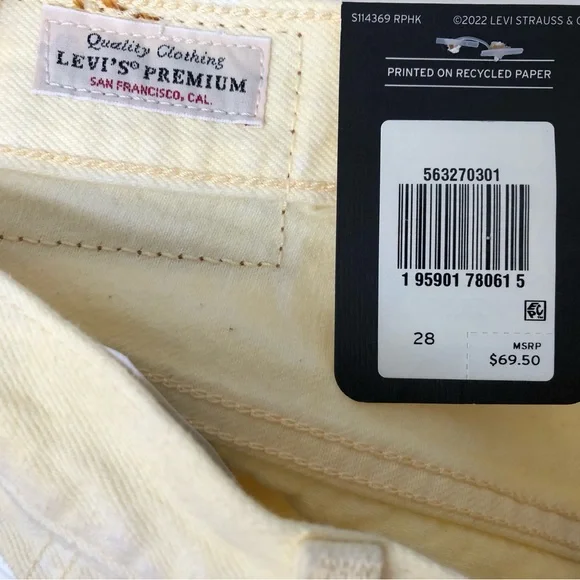 Quality Clothing
LEVI'S® PREMIUM
SAN FRANCISCO, CAL.
S114369 RPHK ©2022 LEVI STRAUSS & C
PRINTED ON RECYCLED PAPER
563270301
1 95901 78061 5
28
MSRP
$69.50